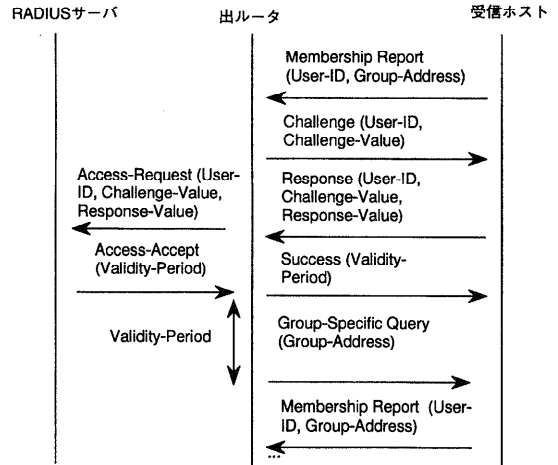 RADIUSサーバ
出ルータ
受信ホスト
Membership Report
(User-ID, Group-Address)
Challenge (User-ID,
Challenge-Value)
Access-Request (User-
ID, Challenge-Value,
Response-Value)
Response (User-ID,
Challenge-Value,
Response-Value)
Access-Accept
(Validity-Period)
Success (Validity-
Period)
Validity-Period
Group-Specific Query
(Group-Address)
Membership Report (User-
ID, Group-Address)
...